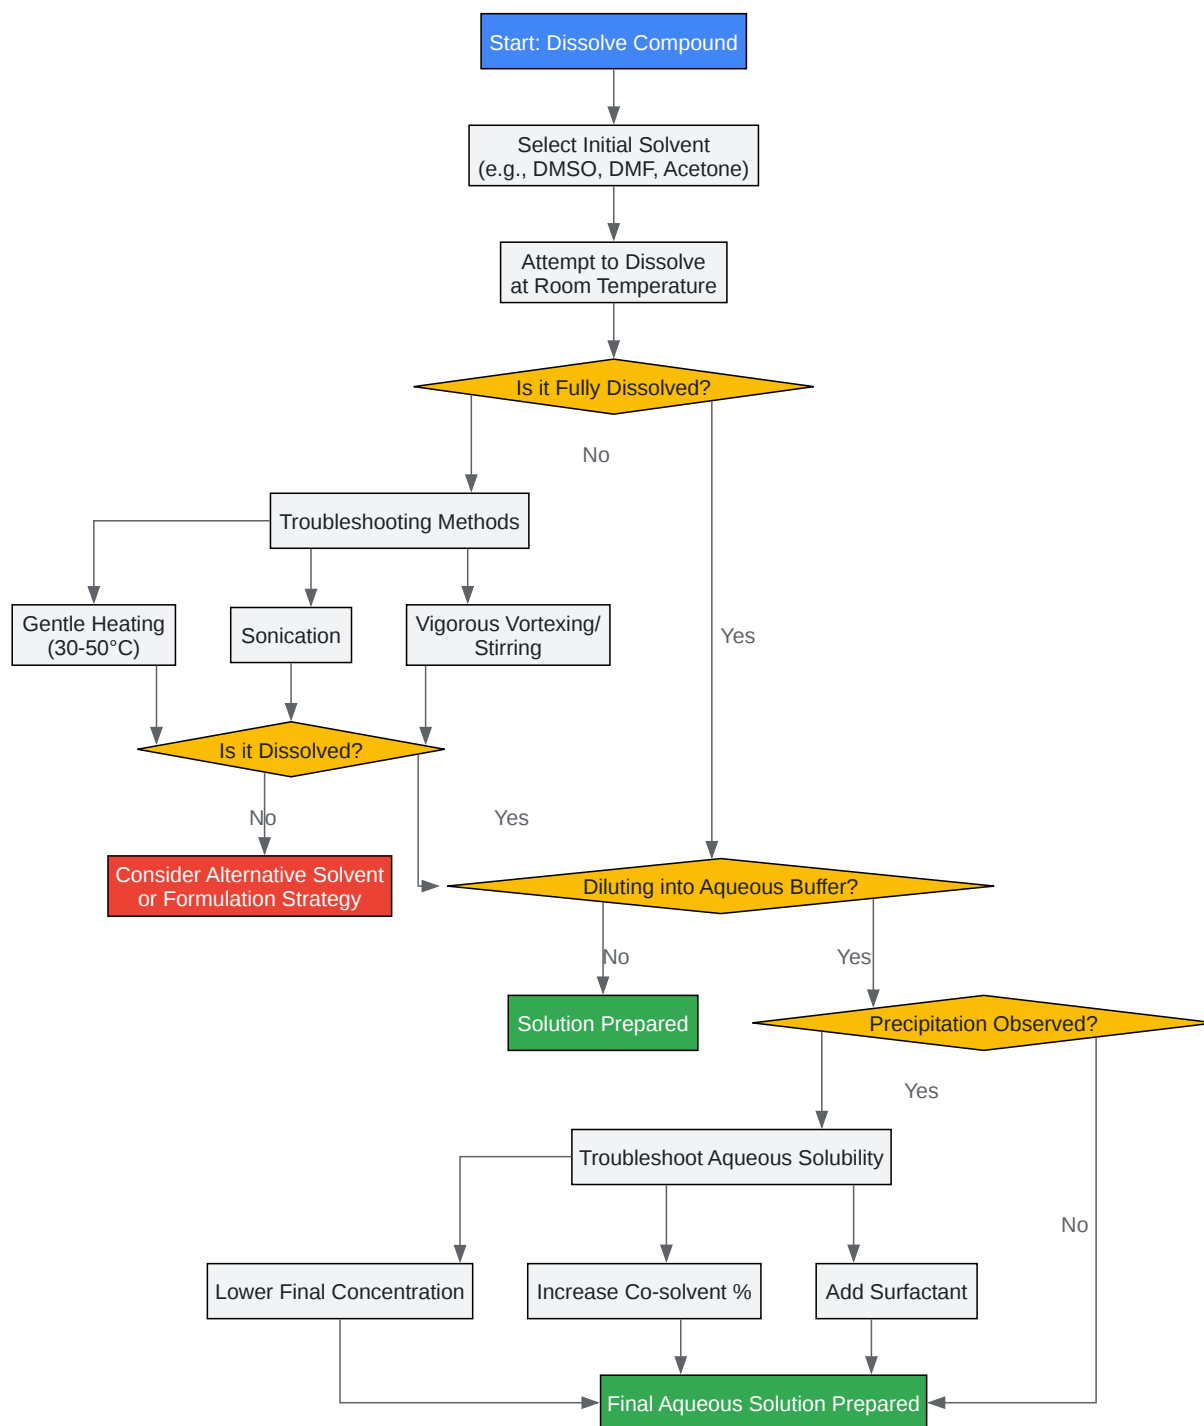 Start: Dissolve Compound
Select Initial Solvent
(e.g., DMSO, DMF, Acetone)
Attempt to Dissolve
at Room Temperature
Is it Fully Dissolved?
No
Troubleshooting Methods
Gentle Heating
(30-50°C)
Sonication
Vigorous Vortexing/
Stirring
Yes
Is it Dissolved?
No
Yes
Consider Alternative Solvent
or Formulation Strategy
Diluting into Aqueous Buffer?
No
Yes
Solution Prepared
Precipitation Observed?
Yes
Troubleshoot Aqueous Solubility
No
Lower Final Concentration
Increase Co-solvent %
Add Surfactant
Final Aqueous Solution Prepared